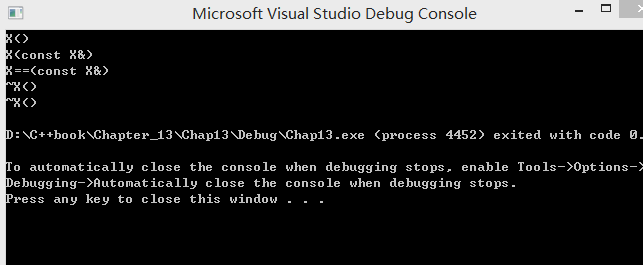 Microsoft Visual Studio Debug Console
X()
X(const X&)
X==(const X&)
~X()
~X()
D:\C++book\Chapter_13\Chap13\Debug\Chap13.exe (process 4452) exited with code 0.
To automatically close the console when debugging stops, enable Tools->Options->
Debugging->Automatically close the console when debugging stops.
Press any key to close this window . . .